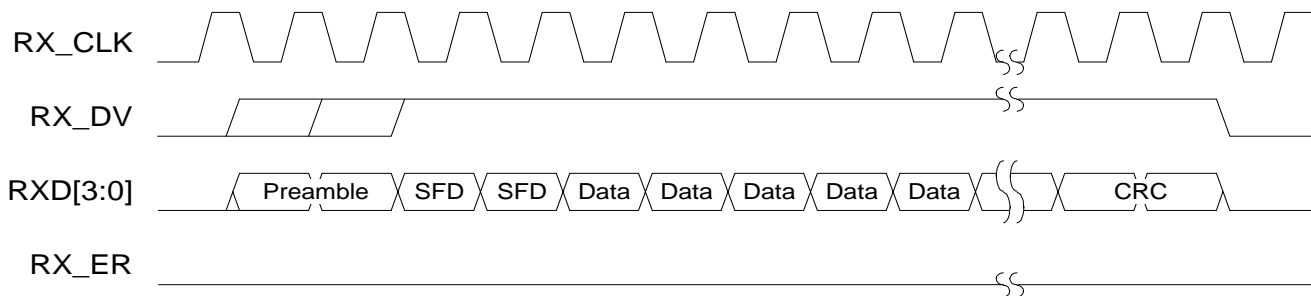 RX_CLK
RX_DV
RXD[3:0] Preamble SFD SFD Data Data Data Data Data CRC
RX_ER